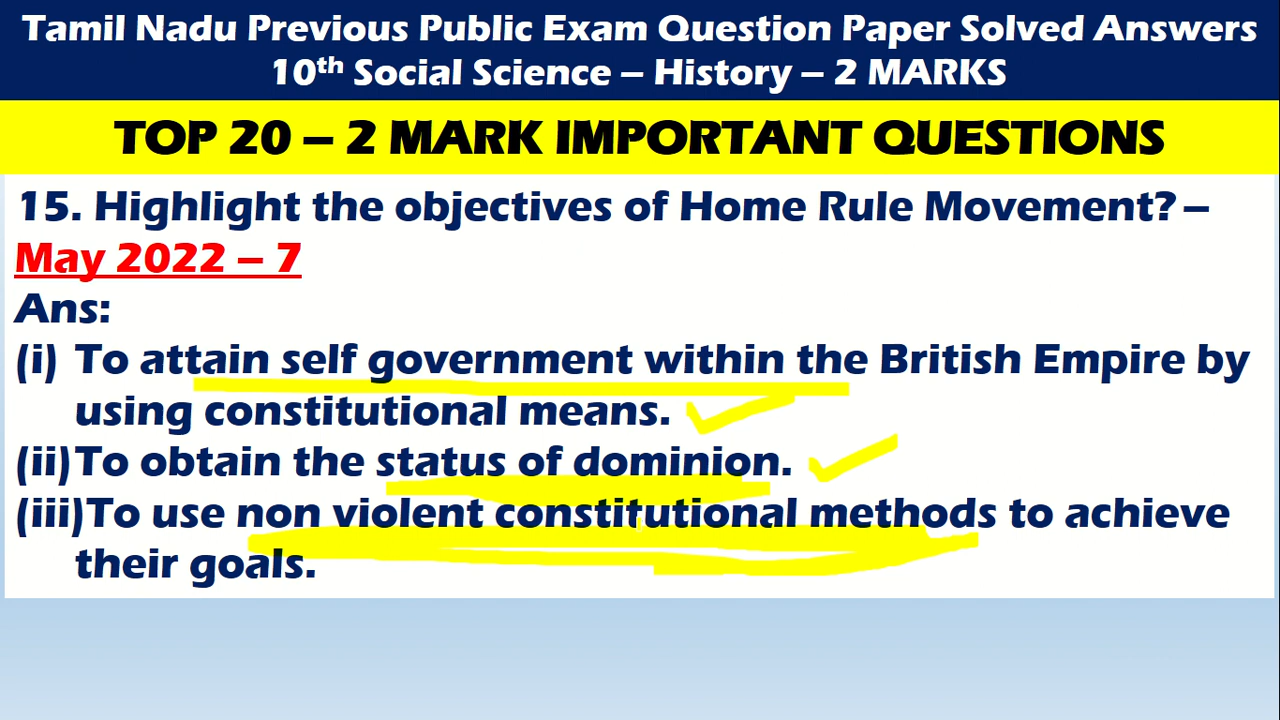 Tamil Nadu Previous Public Exam Question Paper Solved Answers
10th Social Science – History – 2 MARKS
TOP 20 – 2 MARK IMPORTANT QUESTIONS
15. Highlight the objectives of Home Rule Movement? –
May 2022 – 7
Ans:
(i) To attain self government within the British Empire by
using constitutional means.
(ii)To obtain the status of dominion.
(iii)To use non violent constitutional methods to achieve
their goals.